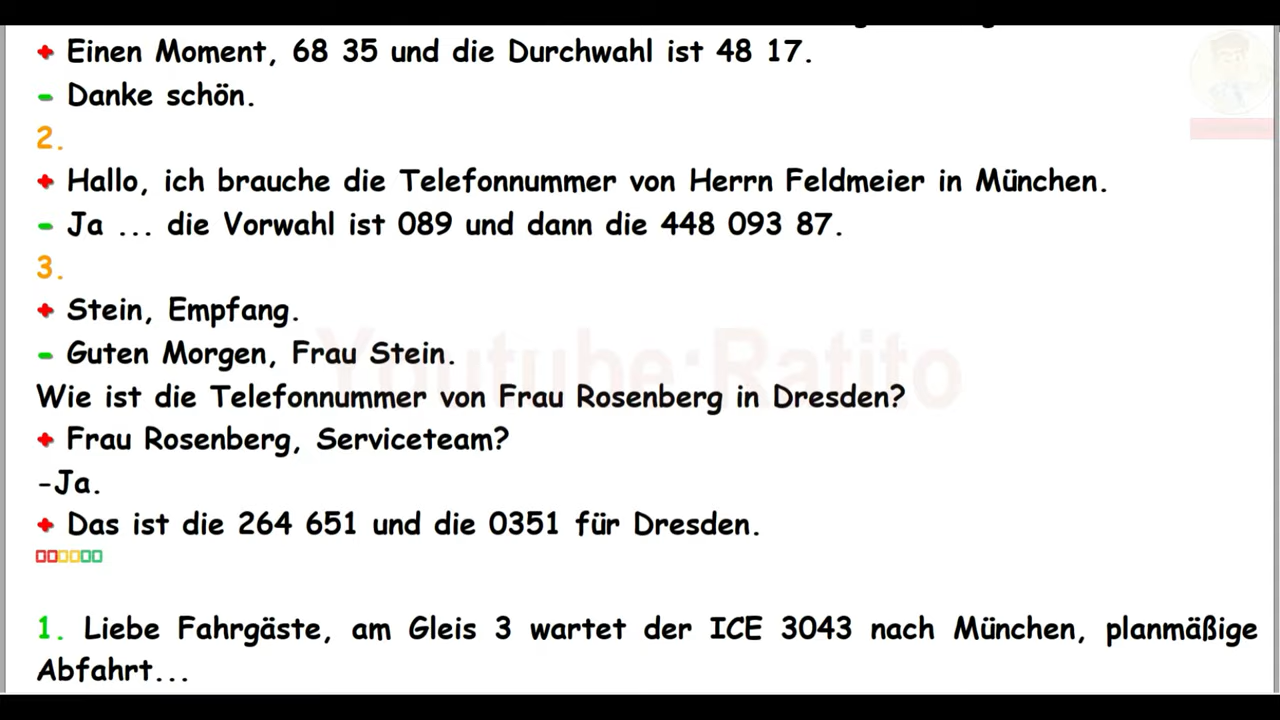 + Einen Moment, 68 35 und die Durchwahl ist 48 17.
- Danke schön.
2.
+ Hallo, ich brauche die Telefonnummer von Herrn Feldmeier in München.
- Ja ... die Vorwahl ist 089 und dann die 448 093 87.
3.
+ Stein, Empfang.
- Guten Morgen, Frau Stein.
Wie ist die Telefonnummer von Frau Rosenberg in Dresden?
+ Frau Rosenberg, Serviceteam?
-Ja.
+ Das ist die 264 651 und die 0351 für Dresden.
1. Liebe Fahrgäste, am Gleis 3 wartet der ICE 3043 nach München, planmäßige
Abfahrt...
Youtube:Ratito